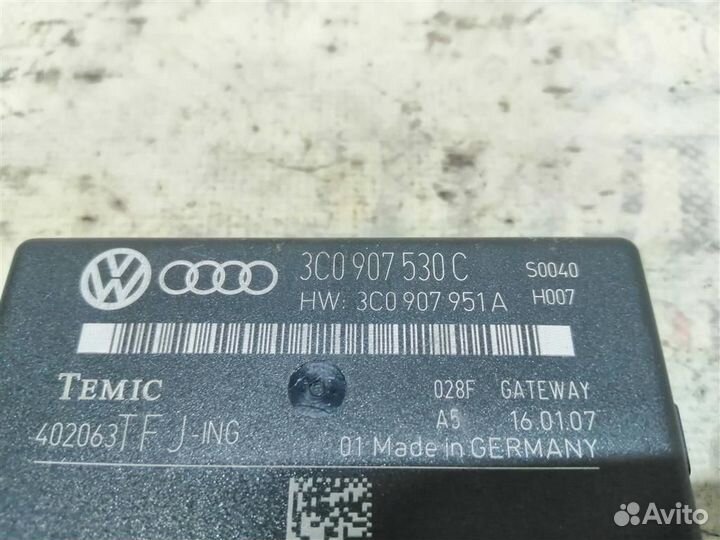 3C0 907 530 C
S0040
HW: 3C0 907 951 A
H007
TEMIC
028F GATEWAY
402063TFJ-ING
A5 16.01.07
01 Made in GERMANY
Avito